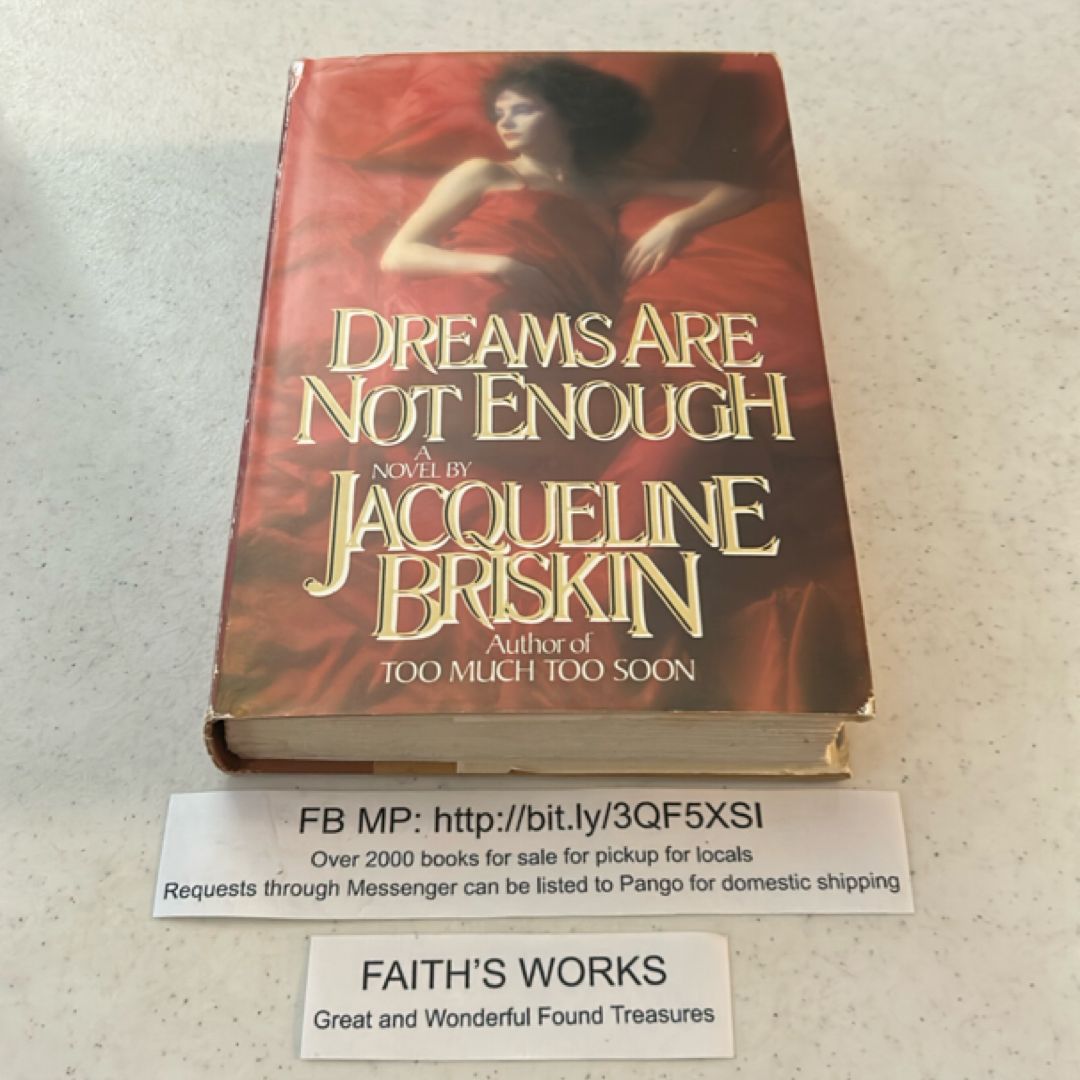 DREAMS ARE
NOT ENOUGH
A
NOVEL BY
JACQUELINE
BRISKIN
Author of
TOO MUCH TOO SOON
FB MP: http://bit.ly/3QF5XSI
Over 2000 books for sale for pickup for locals
Requests through Messenger can be listed to Pango for domestic shipping
FAITH'S WORKS
Great and Wonderful Found Treasures